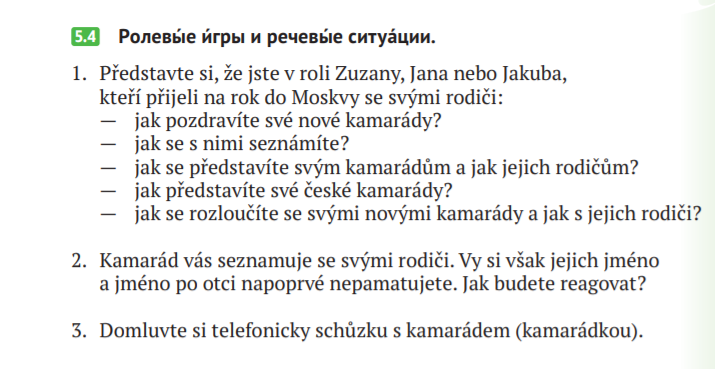 5.4 Ролевы́е и́гры и речевы́е ситуа́ции.
1. Představte si, že jste v roli Zuzany, Jana nebo Jakuba,
kteří přijeli na rok do Moskvy se svými rodiči:
— jak pozdravíte své nové kamarády?
— jak se s nimi seznámíte?
— jak se představíte svým kamarádům a jak jejich rodičům?
— jak představíte své české kamarády?
— jak se rozloučíte se svými novými kamarády a jak s jejich rodiči?
2. Kamarád vás seznamuje se svými rodiči. Vy si však jejich jméno
a jméno po otci napoprvé nepamatujete. Jak budete reagovat?
3. Domluvte si telefonicky schůzku s kamarádem (kamarádkou).